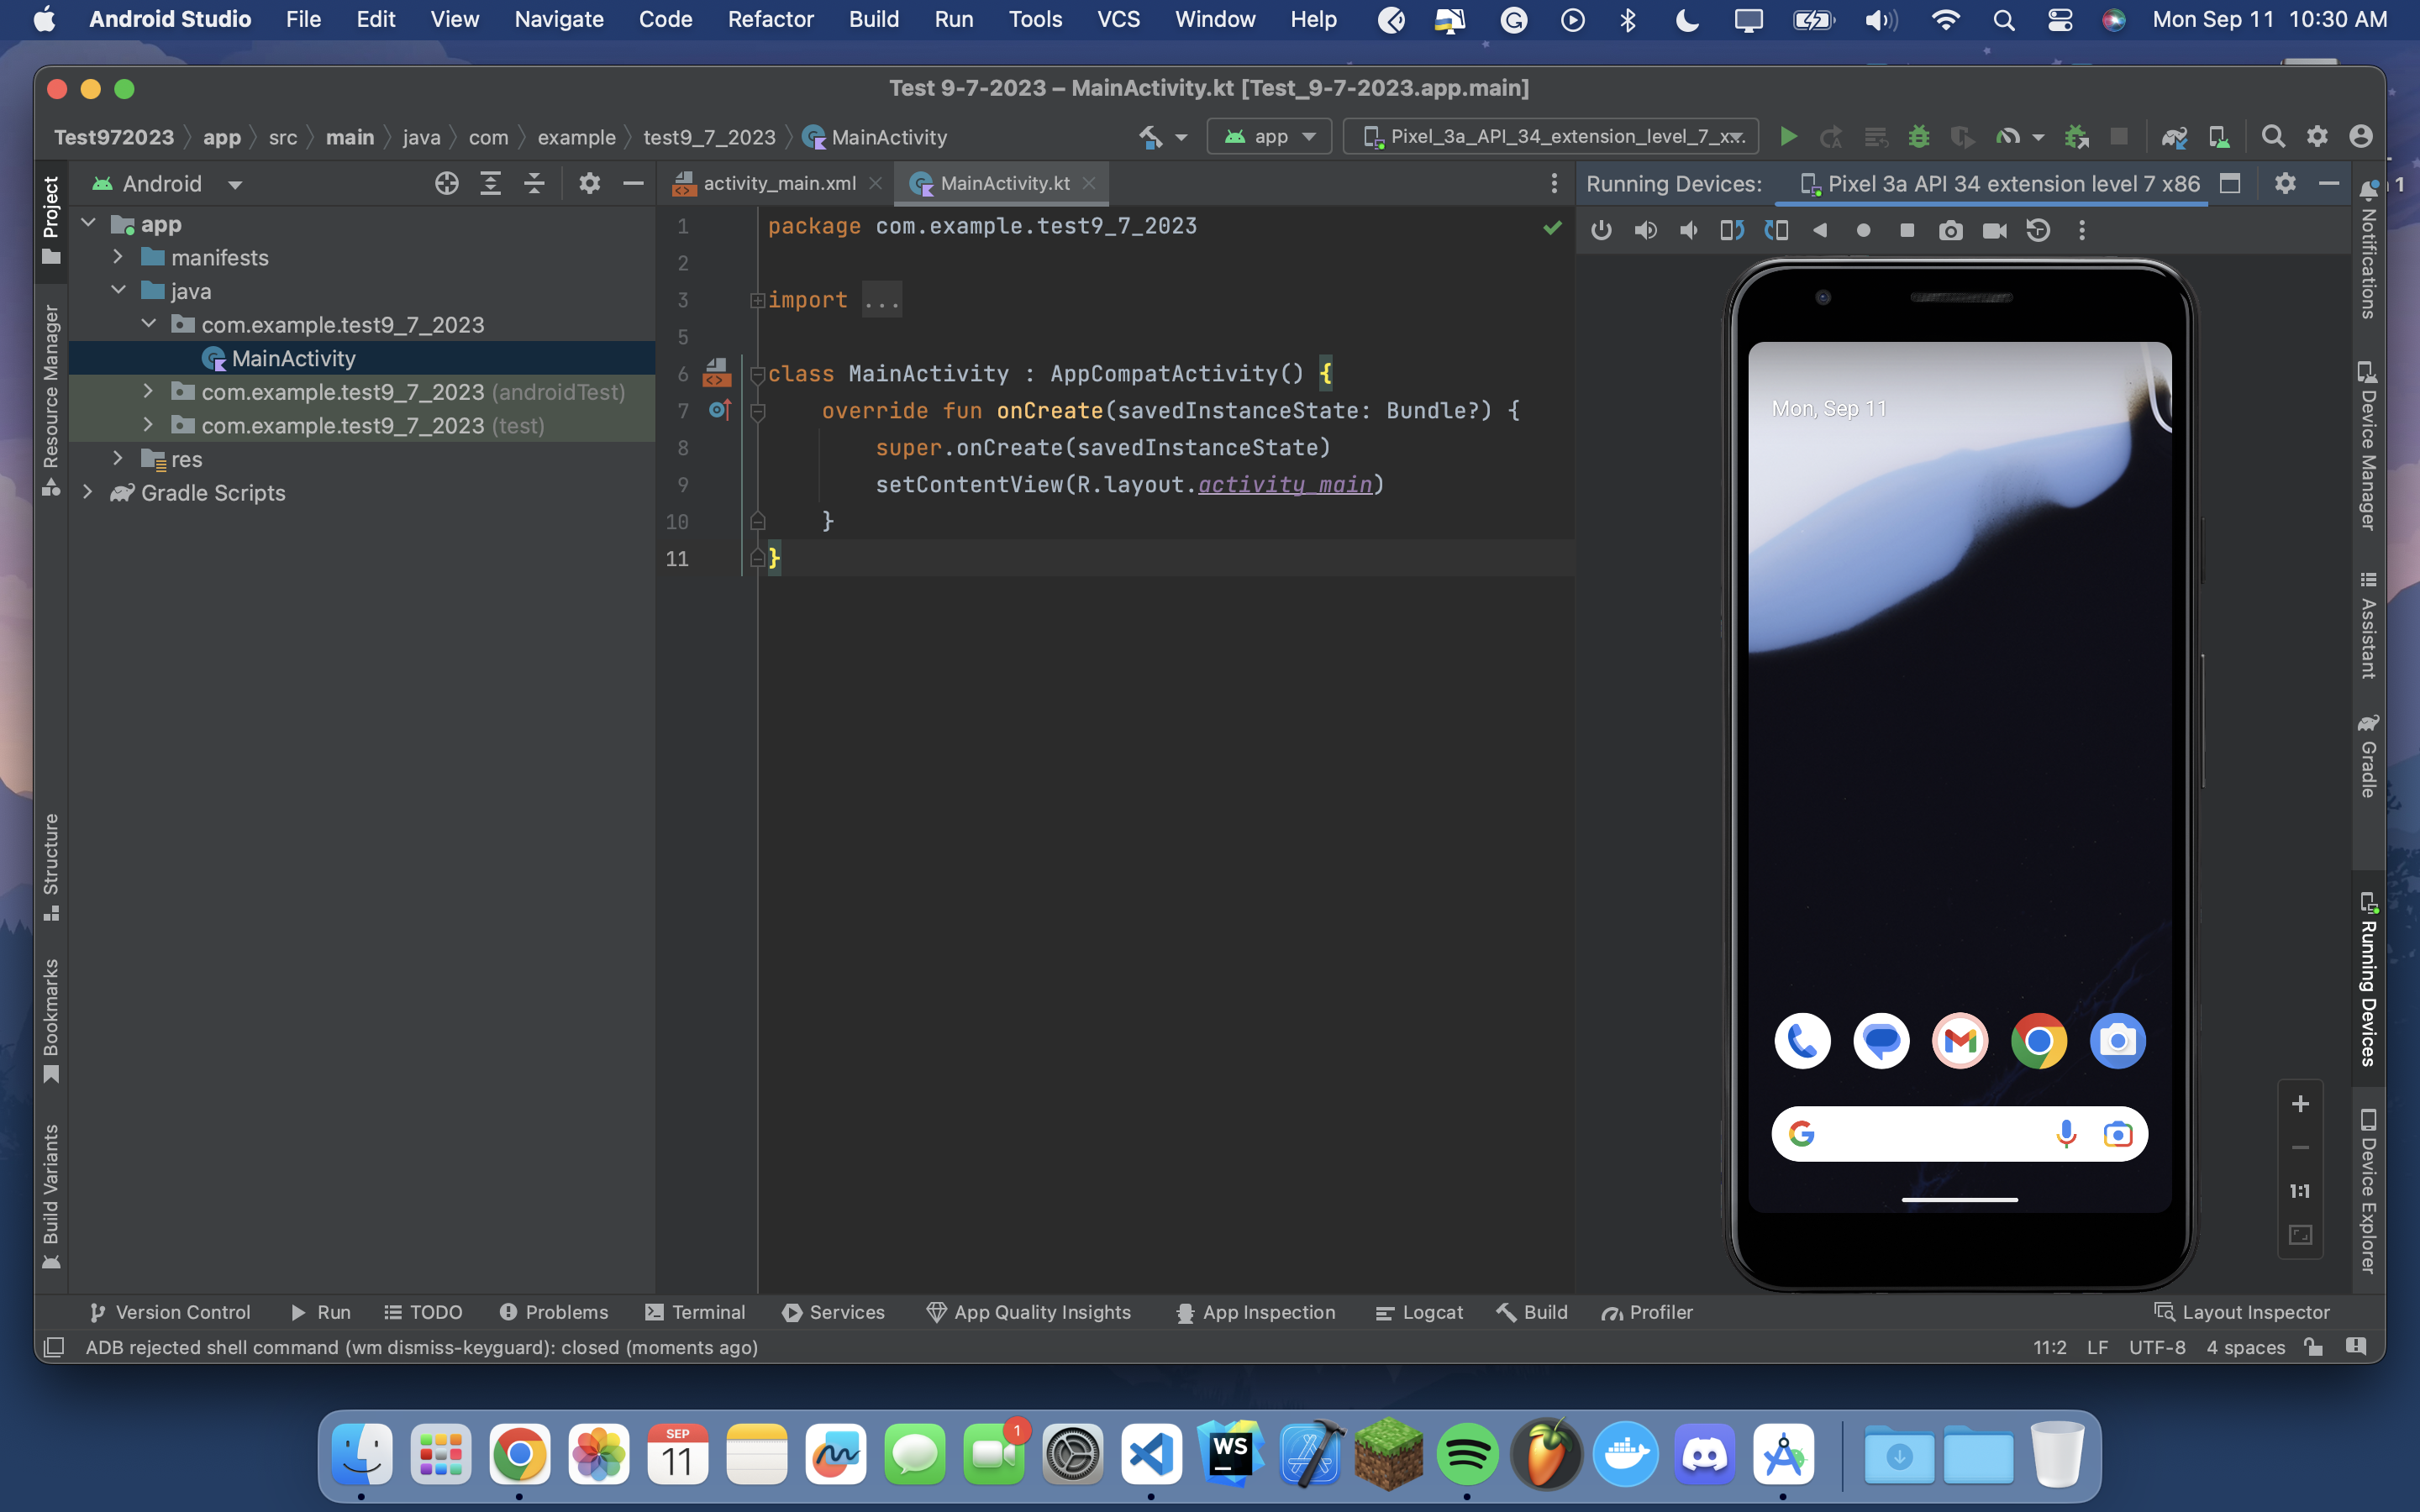 Android Studio File Edit View Navigate Code Refactor Build Run Tools VCS Window Help Mon Sep 11 10:30 AM
Test 9-7-2023 – MainActivity.kt [Test_9-7-2023.app.main]
Test972023 app src main java com example test9_7_2023 MainActivity
app Pixel_3a_API_34_extension_level_7_x...
Project
Resource Manager
Structure
Bookmarks
Build Variants
Android
app
manifests
java
com.example.test9_7_2023
MainActivity
com.example.test9_7_2023 (androidTest)
com.example.test9_7_2023 (test)
res
Gradle Scripts
activity_main.xml MainActivity.kt
1 package com.example.test9_7_2023
2
3 import ...
5
6 class MainActivity : AppCompatActivity() {
7 override fun onCreate(savedInstanceState: Bundle?) {
8 super.onCreate(savedInstanceState)
9 setContentView(R.layout.activity_main)
10 }
11 }
Running Devices: Pixel 3a API 34 extension level 7 x86
Mon, Sep 11
1:1
1
Notifications
Device Manager
Assistant
Gradle
Running Devices
Device Explorer
Version Control Run TODO Problems Terminal Services App Quality Insights App Inspection Logcat Build Profiler Layout Inspector
ADB rejected shell command (wm dismiss-keyguard): closed (moments ago) 11:2 LF UTF-8 4 spaces
SEP
11
1
WS